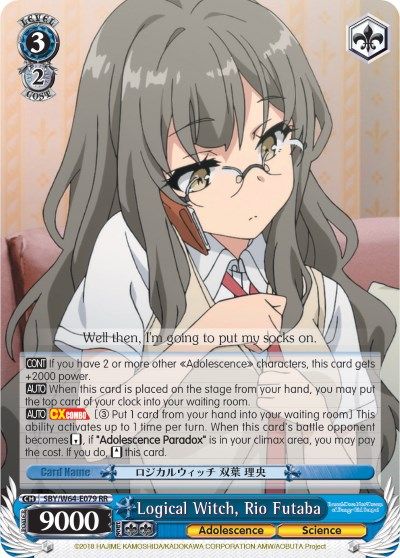 LEVEL
3
2
COST
Well then, I'm going to put my socks on.
CONT If you have 2 or more other «Adolescence» characters, this card gets
+2000 power.
AUTO When this card is placed on the stage from your hand, you may put
the top card of your clock into your waiting room.
AUTO CXCOMBO [③ Put 1 card from your hand into your waiting room] This
ability activates up to 1 time per turn. When this card's battle opponent
becomes, if "Adolescence Paradox" is in your climax area, you may pay
the cost. If you do, this card.
Card Name ロジカルウィッチ 双葉 理央
CH SBY/W64-E079 RR
9000 Logical Witch, Rio Futaba
Adolescence Science
©2018 HAJIME KAMOSHIDA/KADOKAWA CORPORATION AMW/AOBUTA Project